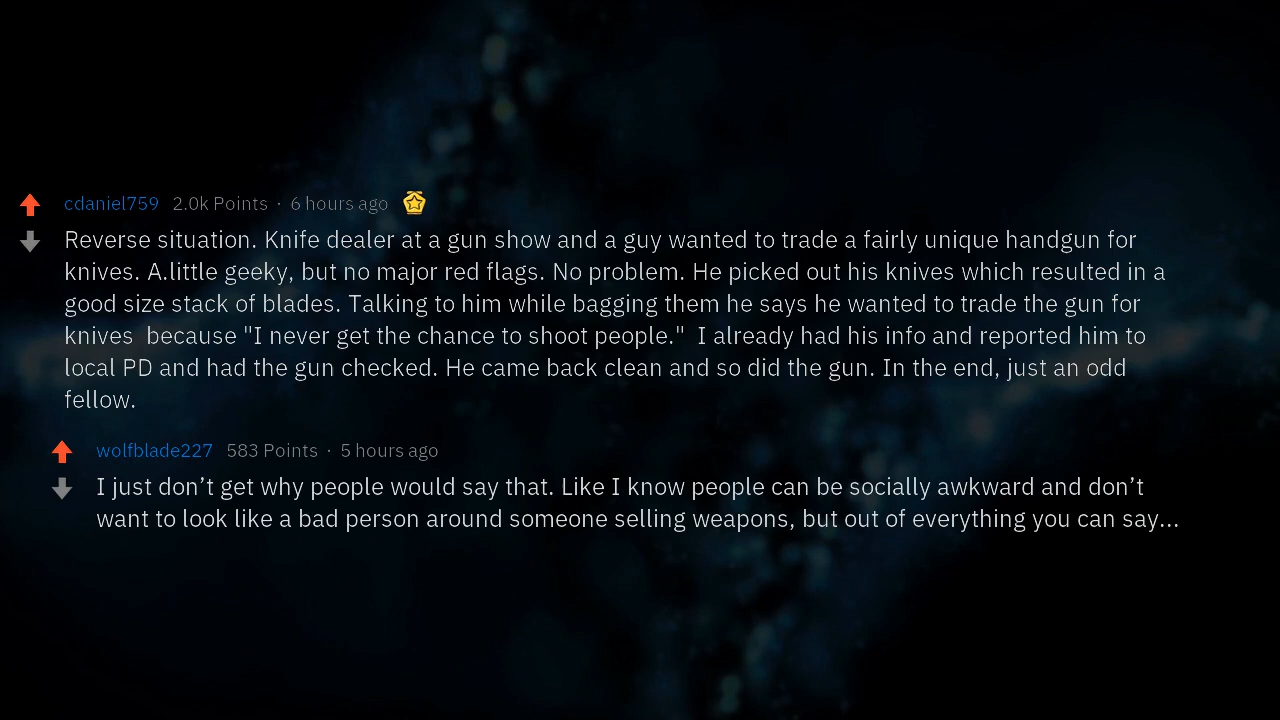 cdaniel759 2.0k Points · 6 hours ago
Reverse situation. Knife dealer at a gun show and a guy wanted to trade a fairly unique handgun for
knives. A.little geeky, but no major red flags. No problem. He picked out his knives which resulted in a
good size stack of blades. Talking to him while bagging them he says he wanted to trade the gun for
knives  because "I never get the chance to shoot people."  I already had his info and reported him to
local PD and had the gun checked. He came back clean and so did the gun. In the end, just an odd
fellow.
wolfblade227 583 Points · 5 hours ago
I just don’t get why people would say that. Like I know people can be socially awkward and don’t
want to look like a bad person around someone selling weapons, but out of everything you can say...